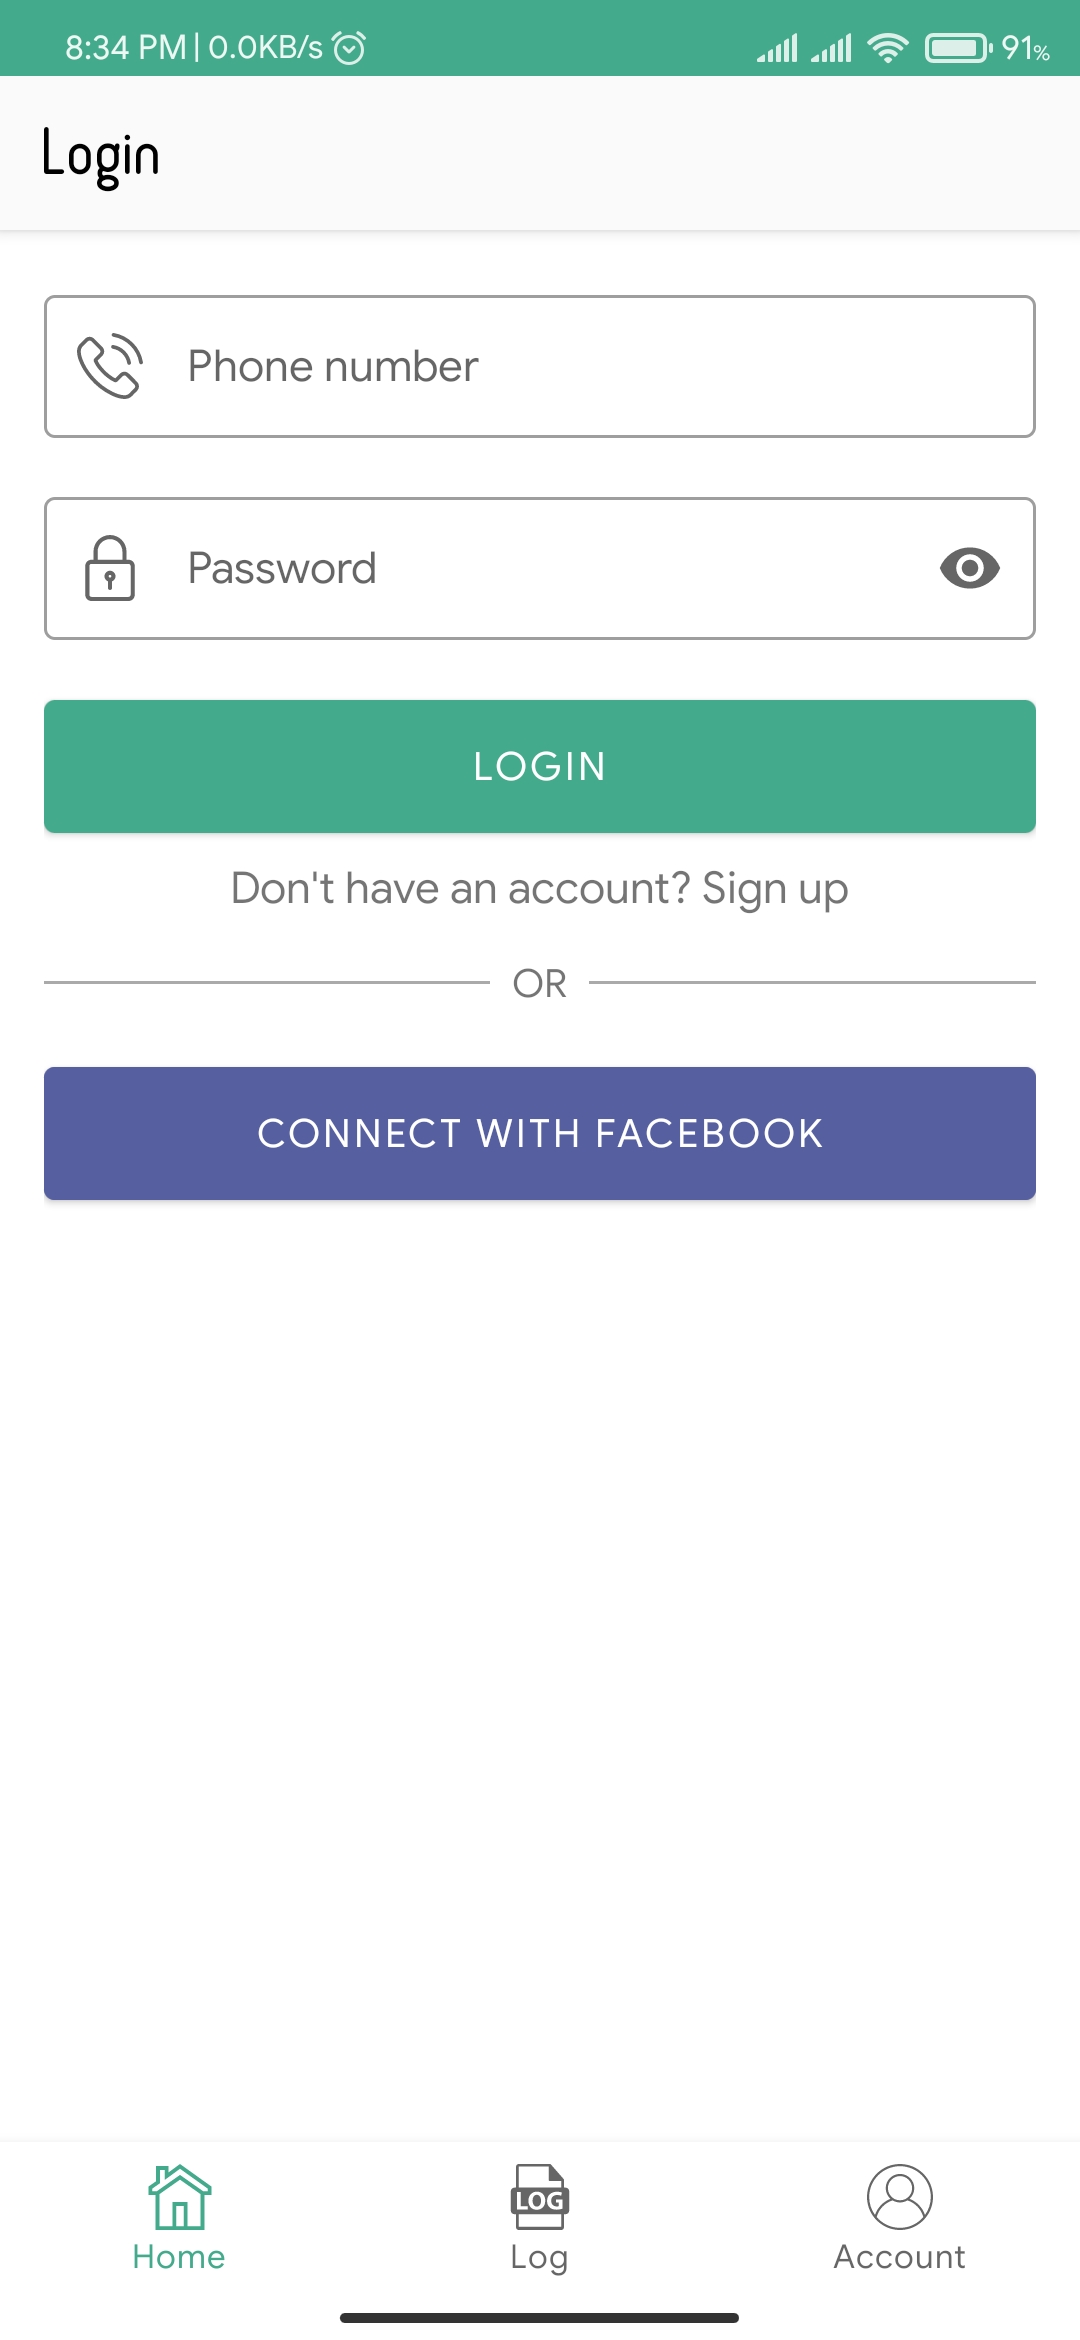 8:34 PM | 0.0KB/s 91%
Login
Phone number
Password
LOGIN
Don't have an account? Sign up
OR
CONNECT WITH FACEBOOK
LOG
Home Log Account